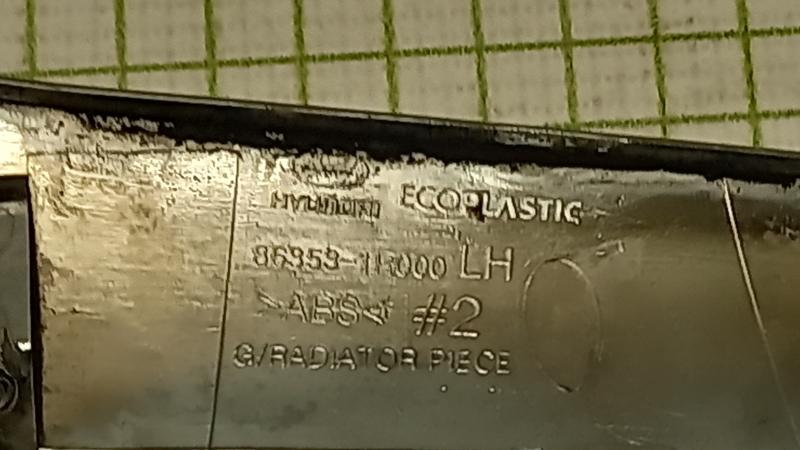 HYUNDAI ECOPLASTIC
86353-1R000 LH
>ABS< #2
G/RADIATOR PIECE